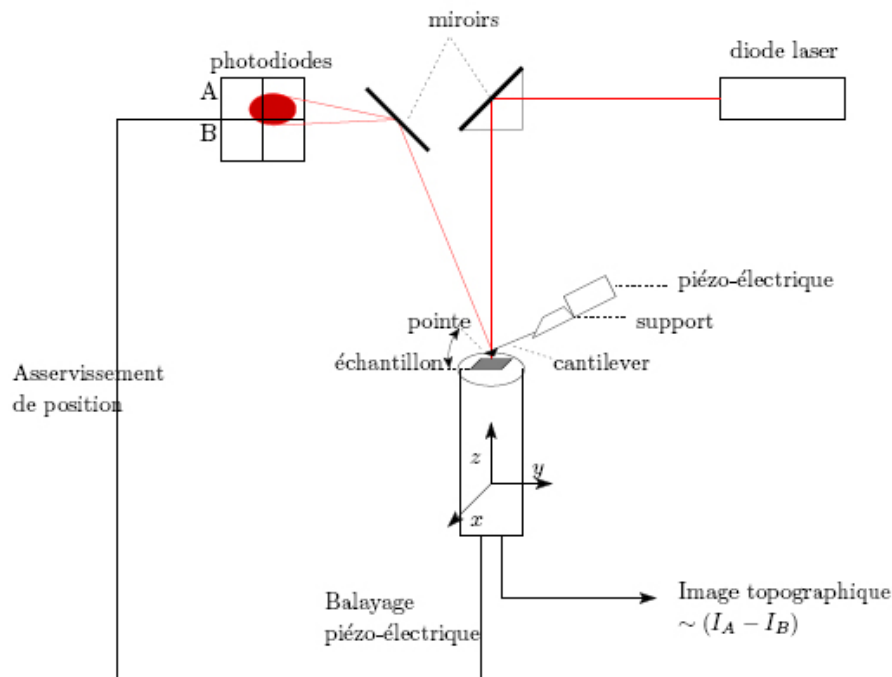 miroirs
diode laser
photodiodes
A
B
piézo-électrique
pointe
support
échantillon
cantilever
Asservissement
de position
z
y
x
Balayage
piézo-électrique
Image topographique
∼ (I_A − I_B)